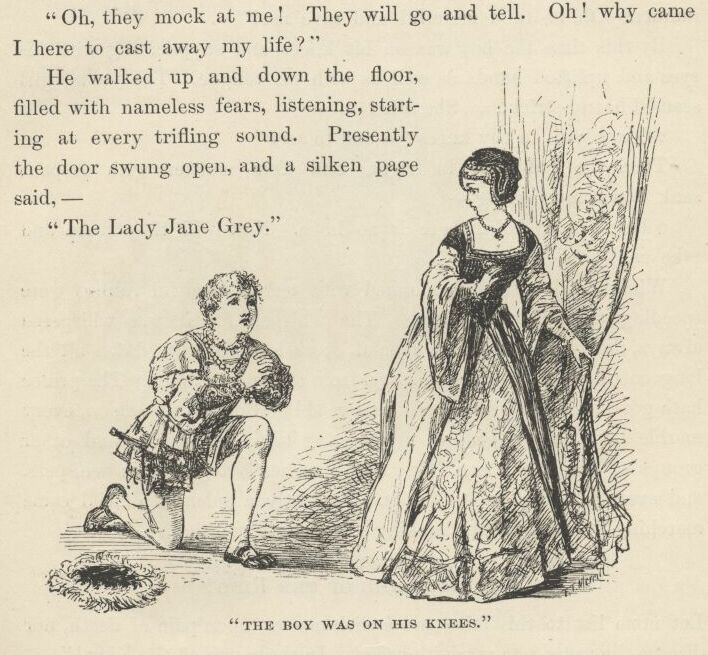 “Oh, they mock at me! They will go and tell. Oh! why came
I here to cast away my life?”
He walked up and down the floor,
filled with nameless fears, listening, start-
ing at every trifling sound. Presently
the door swung open, and a silken page
said, —
“The Lady Jane Grey.”
“THE BOY WAS ON HIS KNEES.”